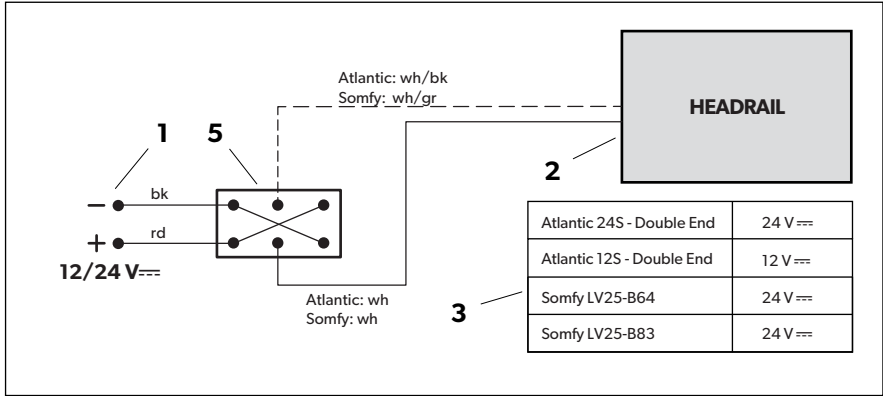 Atlantic: wh/bk
Somfy: wh/gr
HEADRAIL
1
5
2
− bk
+ rd
12/24 V⎓
Atlantic: wh
Somfy: wh
3
Atlantic 24S - Double End 24 V⎓
Atlantic 12S - Double End 12 V⎓
Somfy LV25-B64 24 V⎓
Somfy LV25-B83 24 V⎓